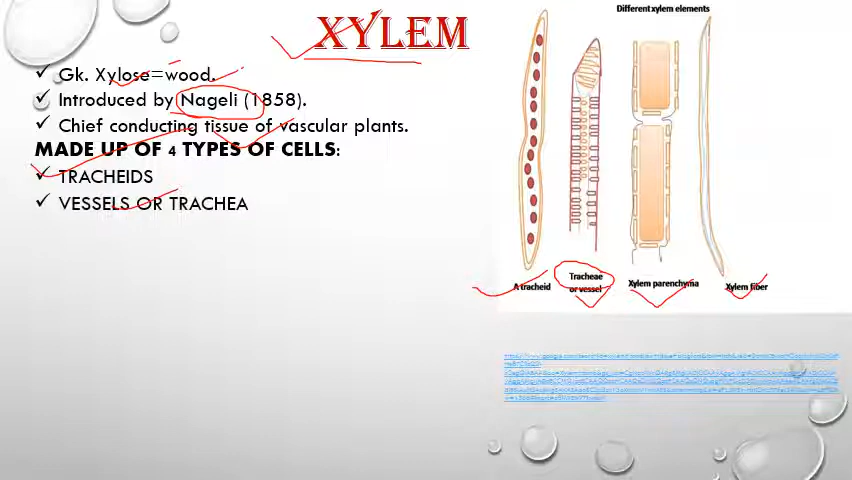 XYLEM
✓ Gk. Xylose=wood.
✓ Introduced by Nageli (1858).
✓ Chief conducting tissue of vascular plants.
MADE UP OF 4 TYPES OF CELLS:
✓ TRACHEIDS
✓ VESSELS OR TRACHEA
Different xylem elements
A tracheid
Tracheae
or vessel
Xylem parenchyma
Xylem fiber